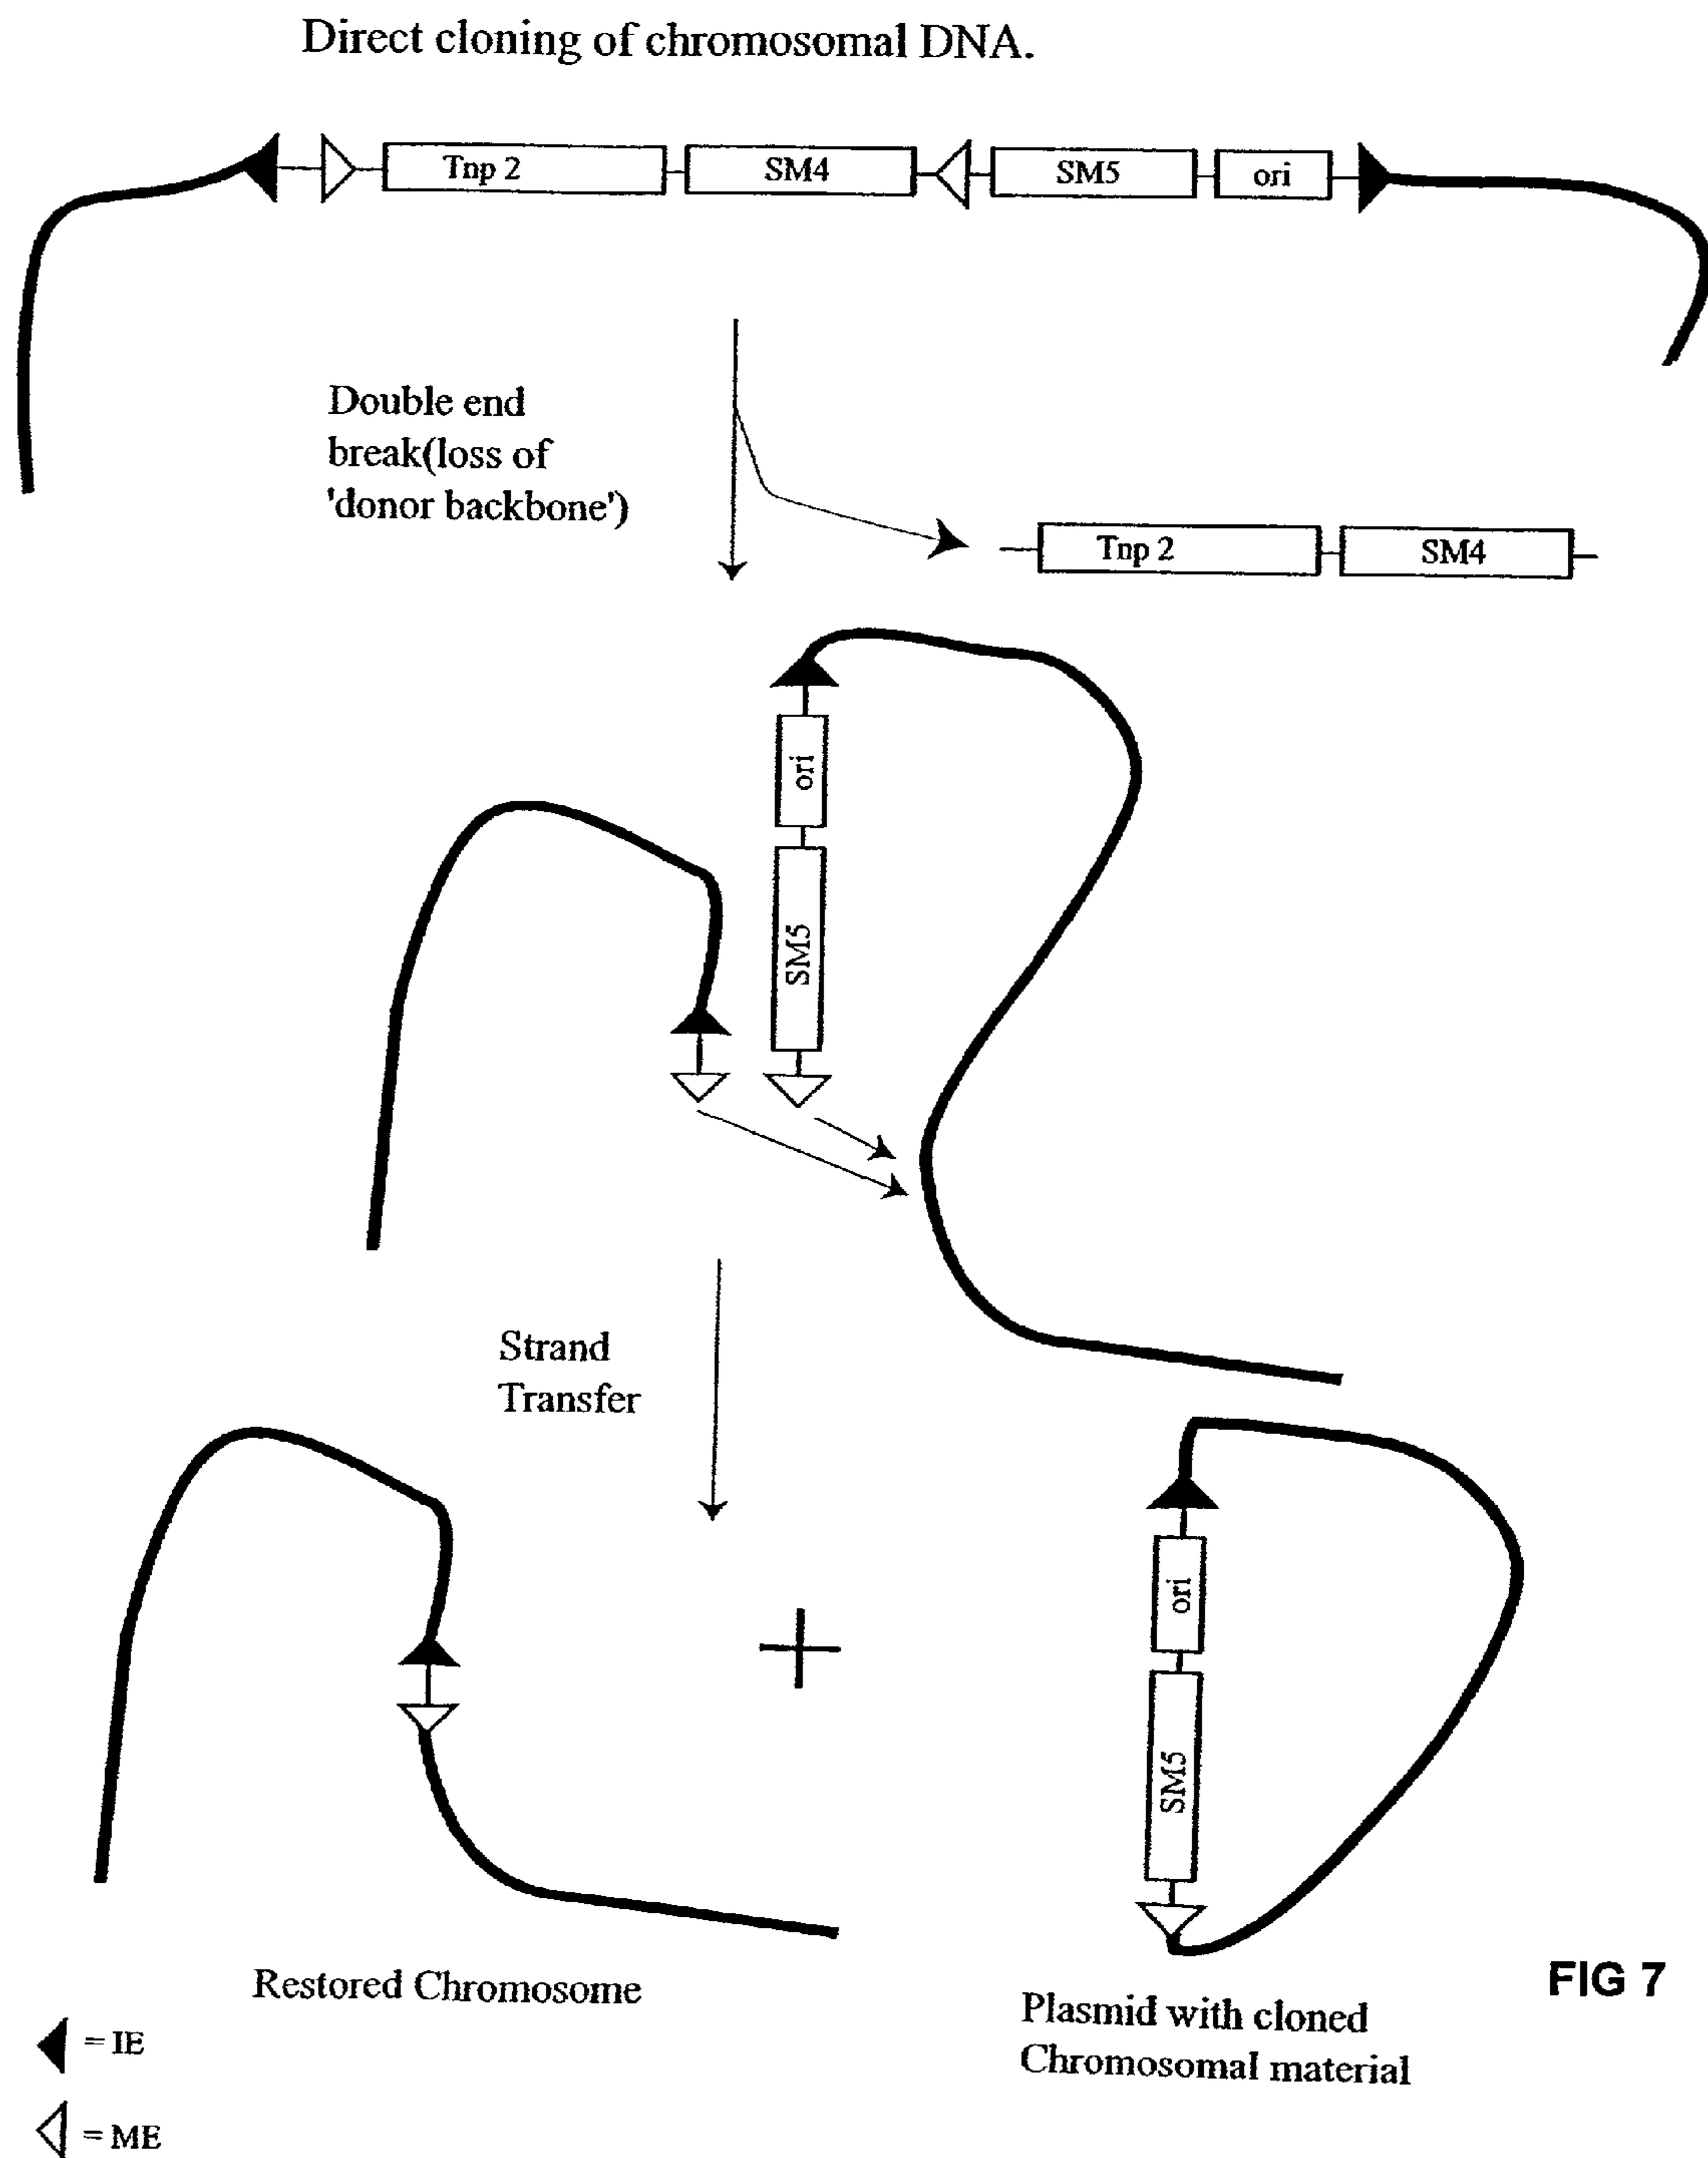 Direct cloning of chromosomal DNA.
Tnp 2 SM4 SM5 ori
Double end
break(loss of
'donor backbone')
Tnp 2 SM4
ori
SM5
Strand
Transfer
ori
SM5
Restored Chromosome
Plasmid with cloned
Chromosomal material
FIG 7
= IE
= ME